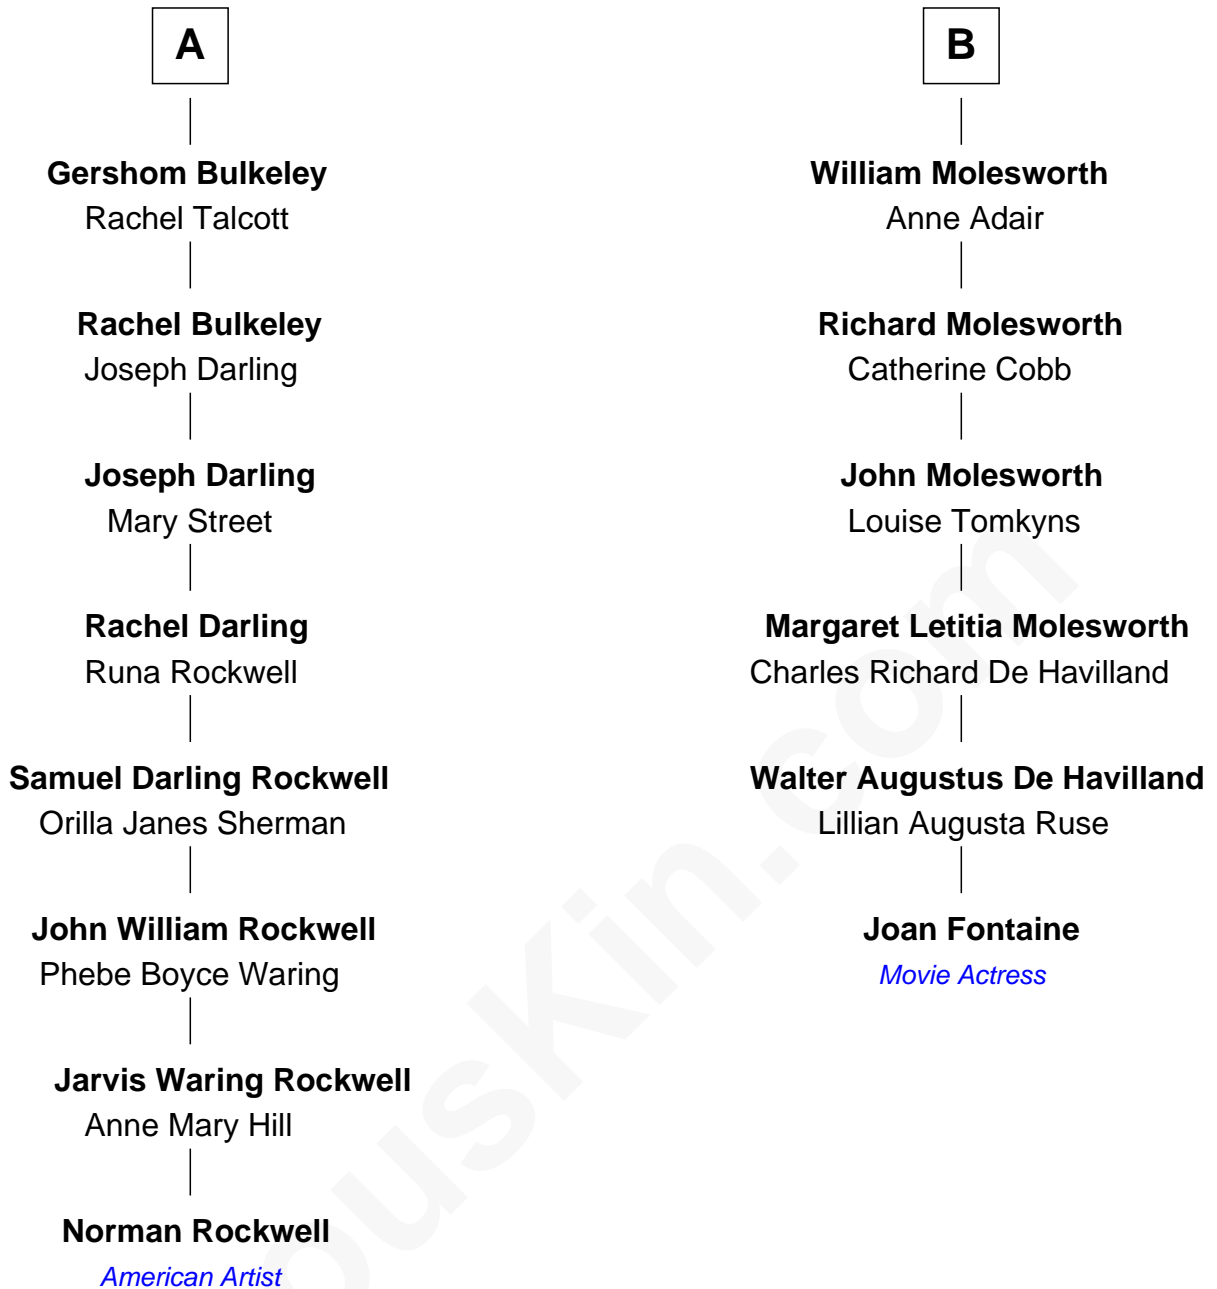 A
Gershom Bulkeley
Rachel Talcott
Rachel Bulkeley
Joseph Darling
Joseph Darling
Mary Street
Rachel Darling
Runa Rockwell
Samuel Darling Rockwell
Orilla Janes Sherman
John William Rockwell
Phebe Boyce Waring
Jarvis Waring Rockwell
Anne Mary Hill
Norman Rockwell
American Artist
B
William Molesworth
Anne Adair
Richard Molesworth
Catherine Cobb
John Molesworth
Louise Tomkyns
Margaret Letitia Molesworth
Charles Richard De Havilland
Walter Augustus De Havilland
Lillian Augusta Ruse
Joan Fontaine
Movie Actress
ousKin.com